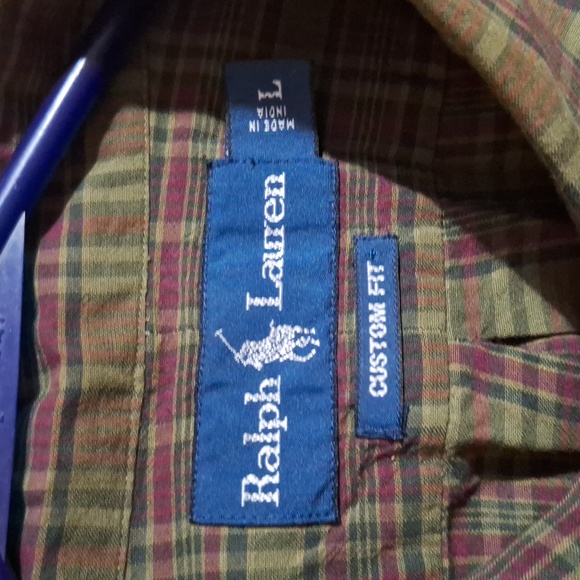 Ralph Lauren
CUSTOM FIT
L
MADE IN
INDIA